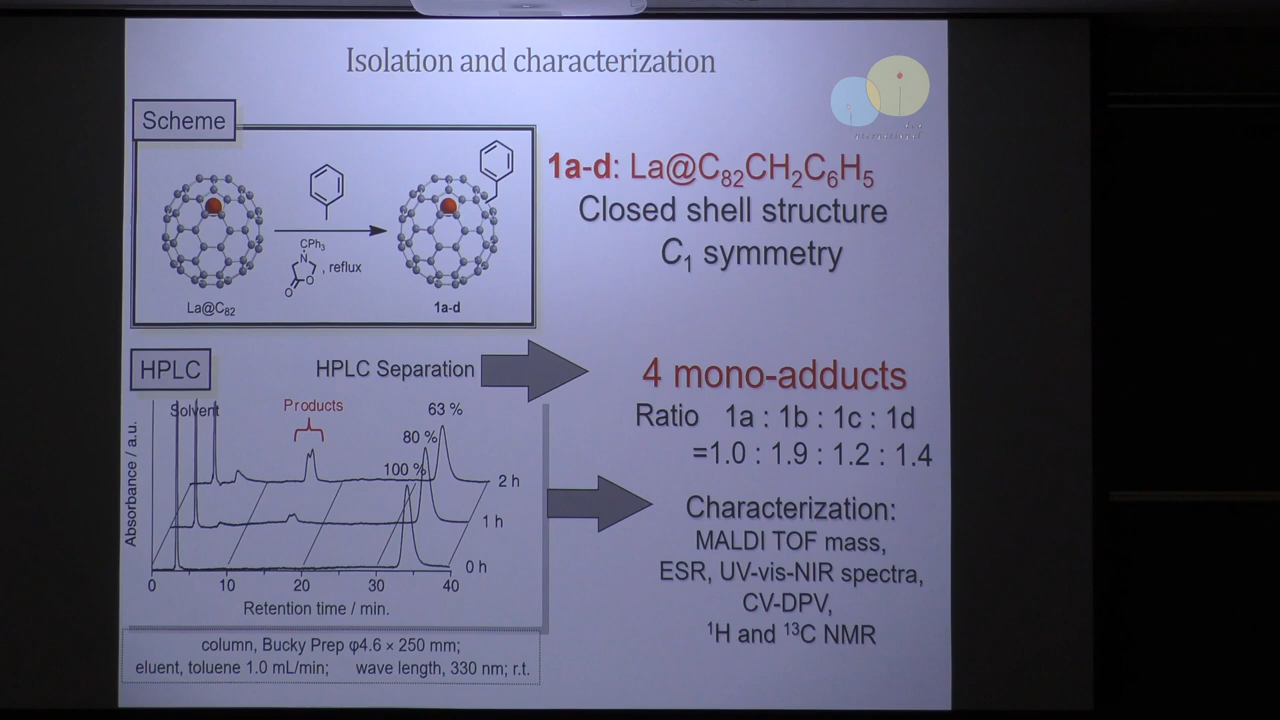 Isolation and characterization
Scheme
CPh₃
N
O
O
, reflux
La@C₈₂
1a-d
1a-d: La@C₈₂CH₂C₆H₅
Closed shell structure
C₁ symmetry
HPLC
HPLC Separation
Solvent
Products
63 %
80 %
100 %
2 h
1 h
0 h
Absorbance / a.u.
0 10 20 30 40
Retention time / min.
column, Bucky Prep φ4.6 × 250 mm;
eluent, toluene 1.0 mL/min; wave length, 330 nm; r.t.
4 mono-adducts
Ratio 1a : 1b : 1c : 1d
=1.0 : 1.9 : 1.2 : 1.4
Characterization:
MALDI TOF mass,
ESR, UV-vis-NIR spectra,
CV-DPV,
¹H and ¹³C NMR